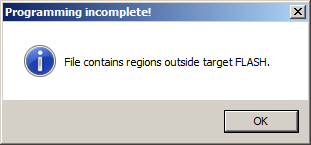 Programming incomplete!
File contains regions outside target FLASH.
OK